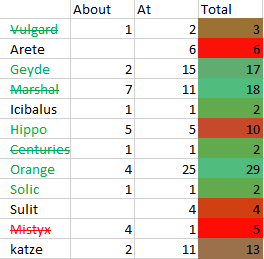 About At Total
Vulgard 1 2 3
Arete 6 6
Geyde 2 15 17
Marshal 7 11 18
Icibalus 1 1 2
Hippo 5 5 10
Centuries 1 1 2
Orange 4 25 29
Solic 1 1 2
Sulit 4 4
Mistyx 4 1 5
katze 2 11 13